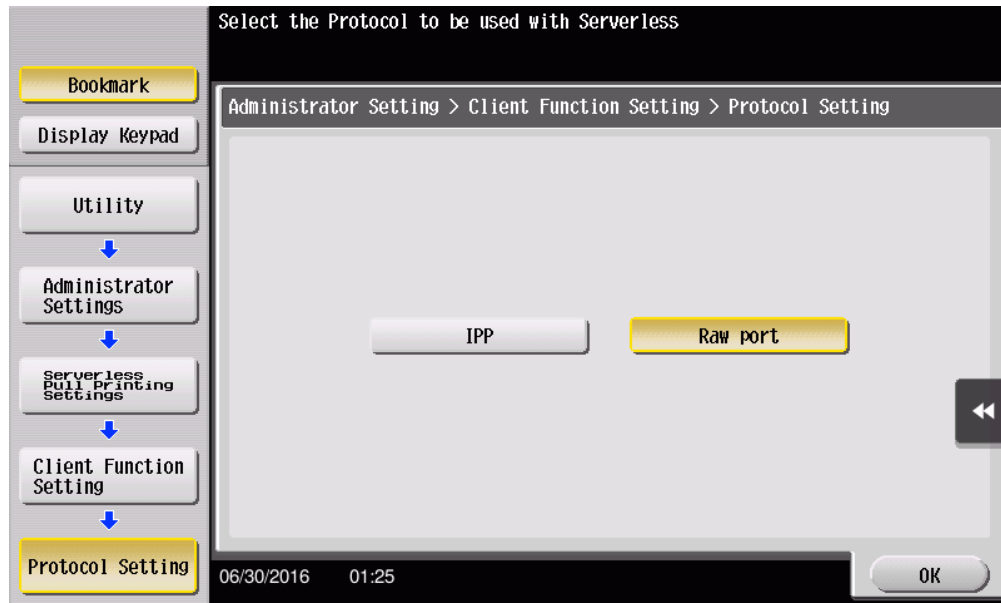 Select the Protocol to be used with Serverless
Bookmark
Display Keypad
Administrator Setting > Client Function Setting > Protocol Setting
Utility
Administrator
Settings
Serverless
Pull Printing
Settings
Client Function
Setting
Protocol Setting
IPP
Raw port
06/30/2016 01:25
OK